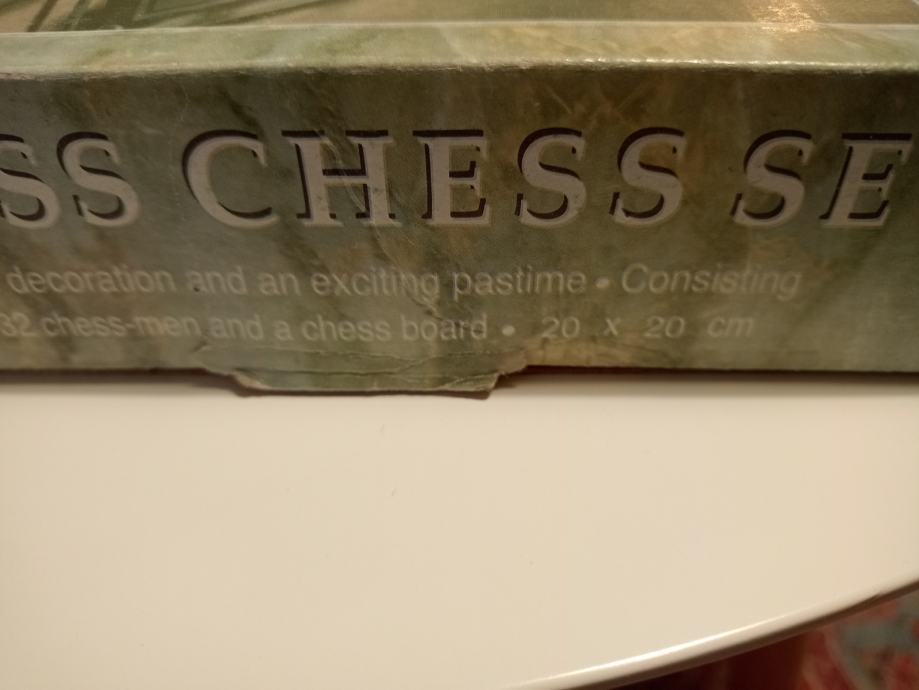 SS CHESS SE
decoration and an exciting pastime • Consisting
32 chess-men and a chess board • 20 x 20 cm